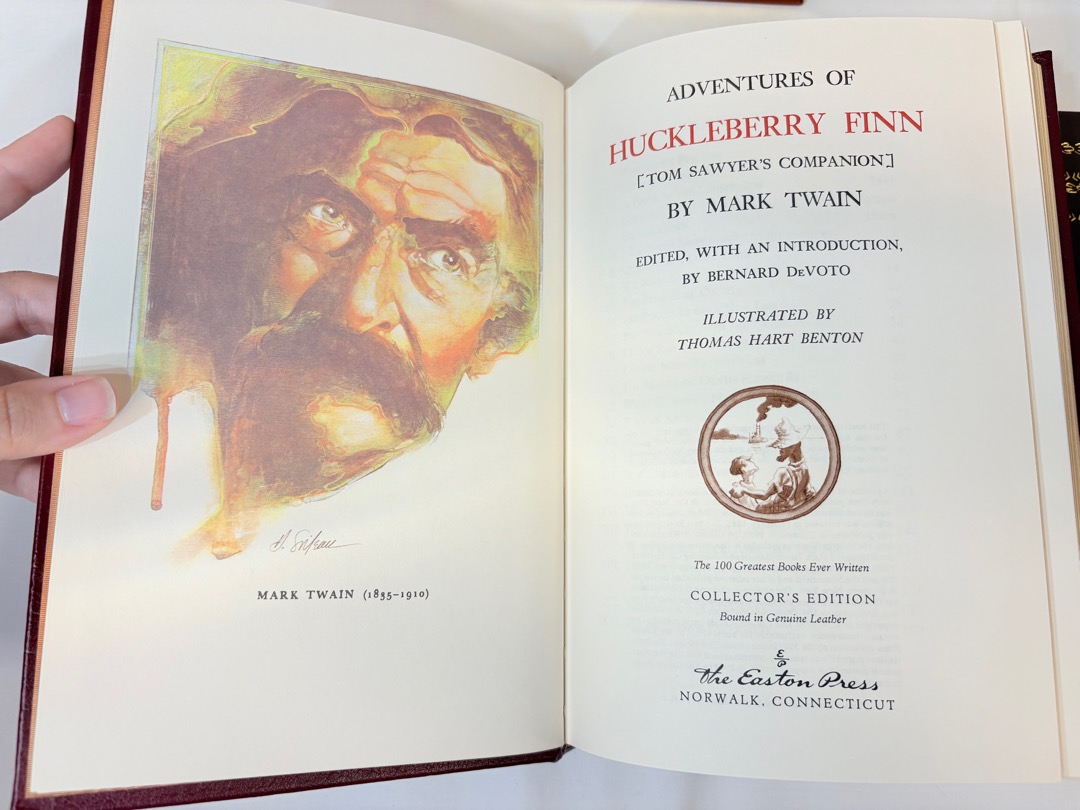 MARK TWAIN (1835–1910)
ADVENTURES OF
HUCKLEBERRY FINN
[TOM SAWYER'S COMPANION]
BY MARK TWAIN
EDITED, WITH AN INTRODUCTION,
BY BERNARD DeVOTO
ILLUSTRATED BY
THOMAS HART BENTON
The 100 Greatest Books Ever Written
COLLECTOR'S EDITION
Bound in Genuine Leather
The Easton Press
NORWALK, CONNECTICUT